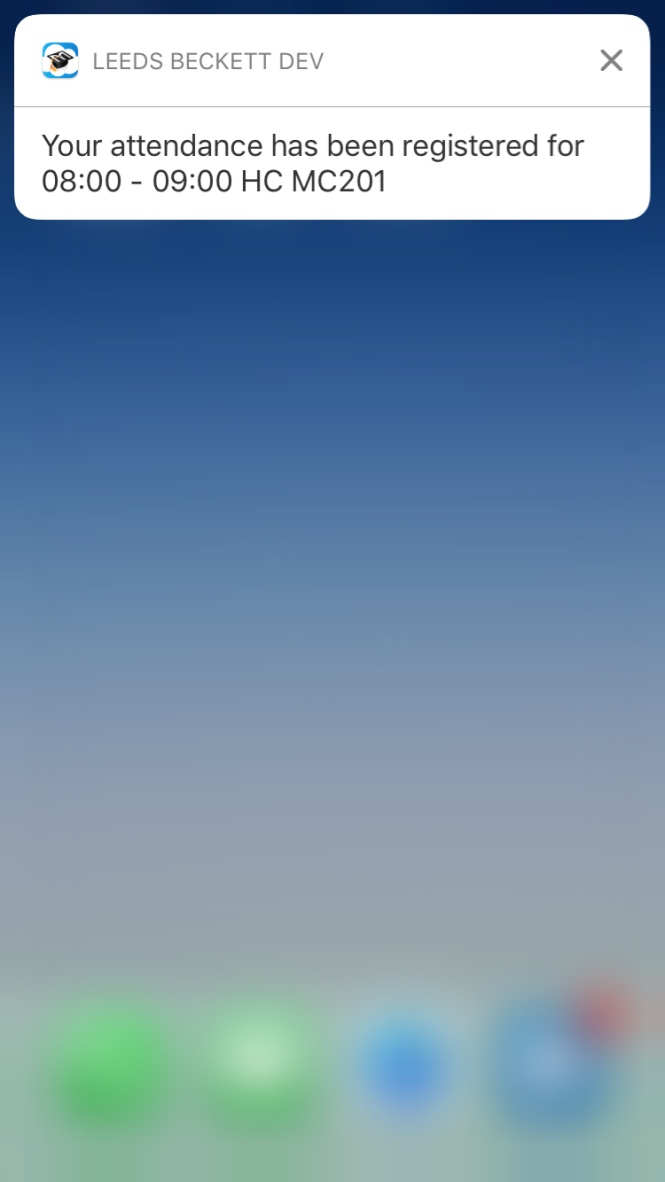 LEEDS BECKETT DEV
Your attendance has been registered for
08:00 - 09:00 HC MC201